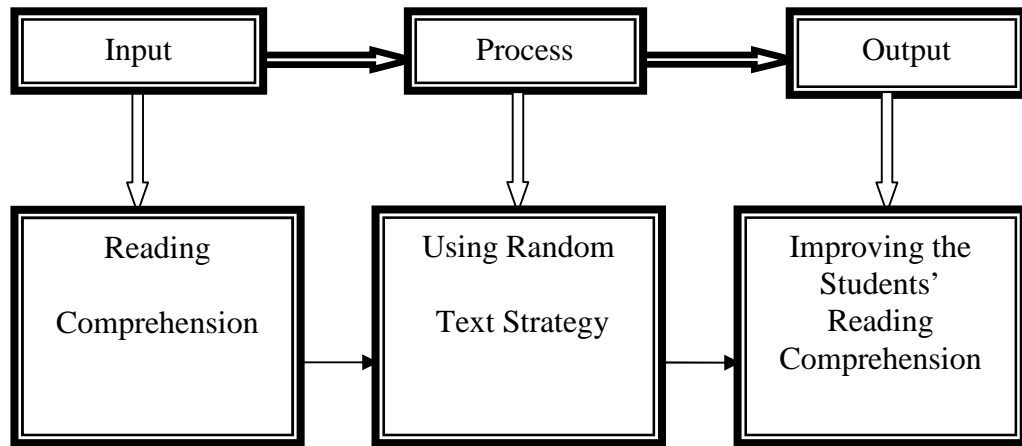 Input
Process
Output
Reading
Comprehension
Using Random
Text Strategy
Improving the
Students’
Reading
Comprehension